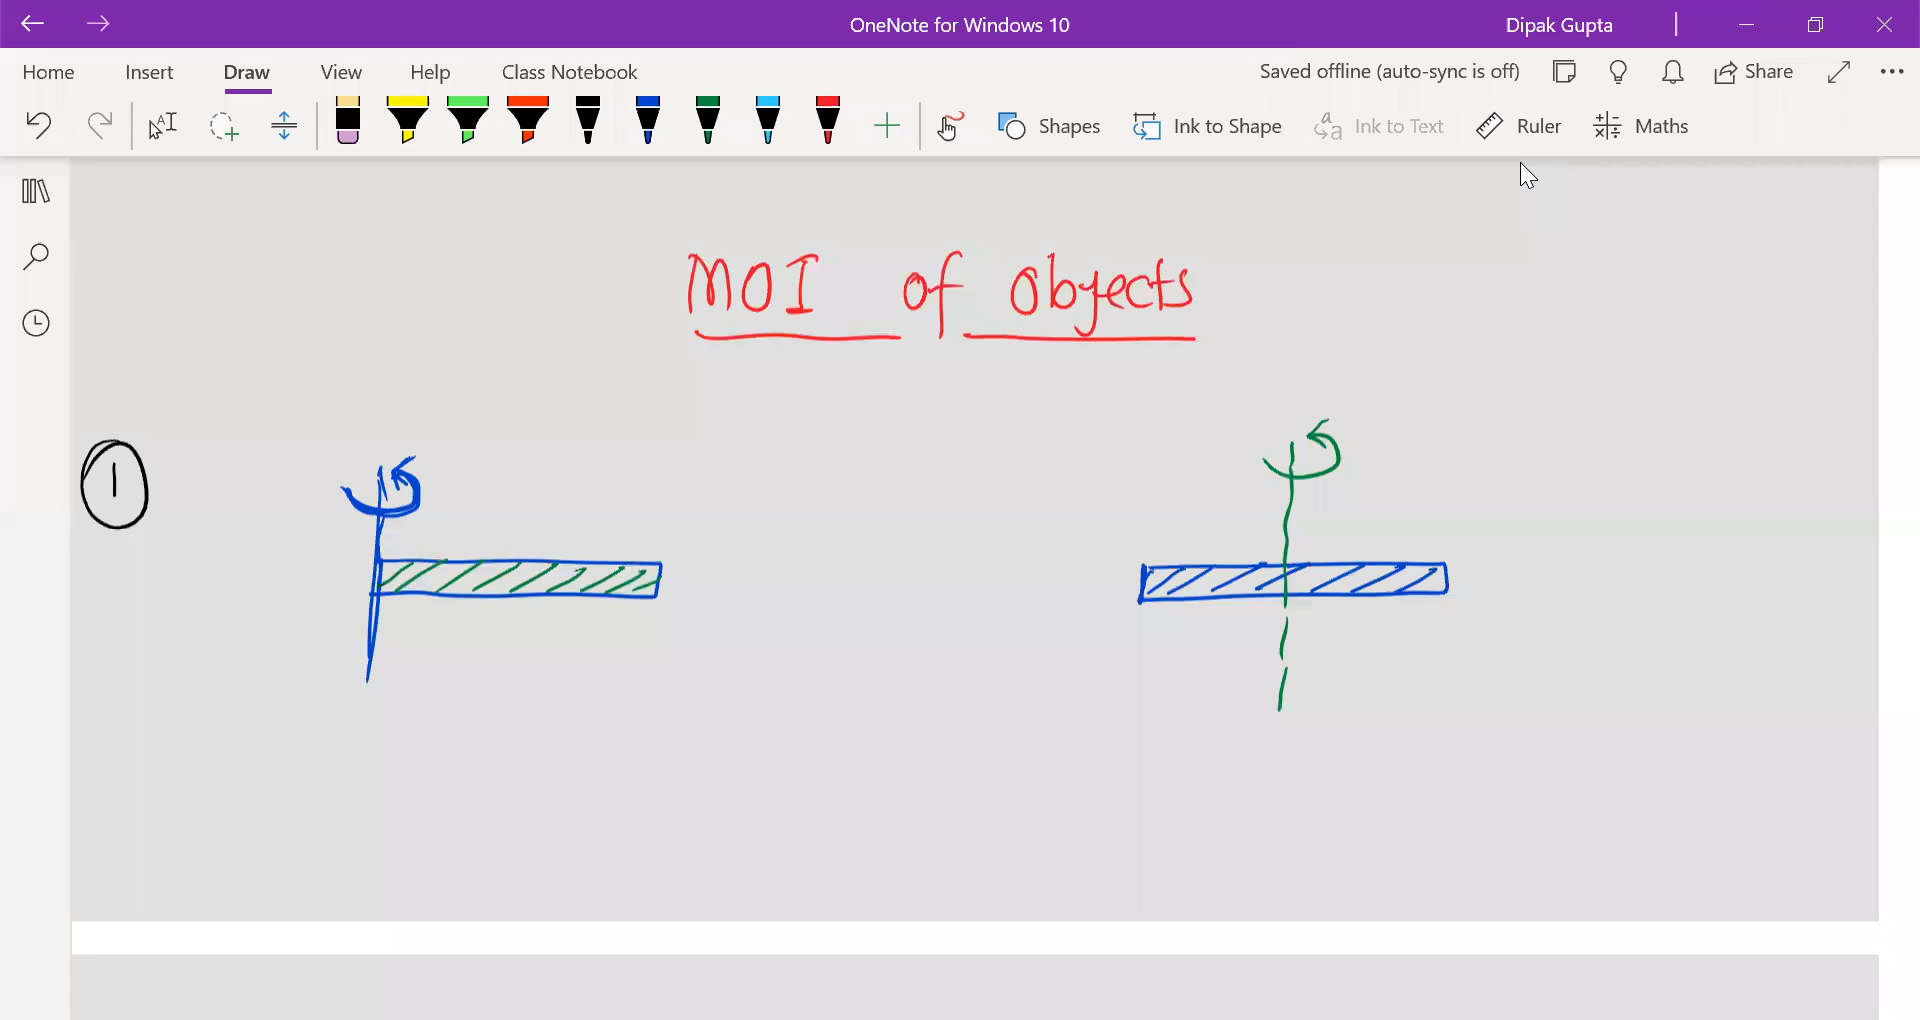 OneNote for Windows 10
Dipak Gupta
Home Insert Draw View Help Class Notebook
Saved offline (auto-sync is off)
Share
Shapes
Ink to Shape
Ink to Text
Ruler
Maths
MOI of objects
1